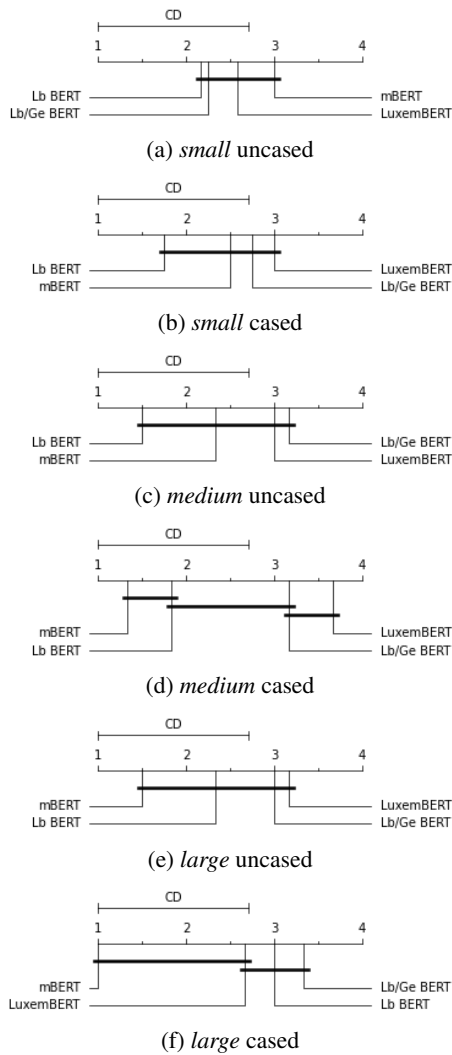 CD
1 2 3 4
Lb BERT mBERT
Lb/Ge BERT LuxemBERT
(a) small uncased
CD
1 2 3 4
Lb BERT LuxemBERT
mBERT Lb/Ge BERT
(b) small cased
CD
1 2 3 4
Lb BERT Lb/Ge BERT
mBERT LuxemBERT
(c) medium uncased
CD
1 2 3 4
mBERT LuxemBERT
Lb BERT Lb/Ge BERT
(d) medium cased
CD
1 2 3 4
mBERT LuxemBERT
Lb BERT Lb/Ge BERT
(e) large uncased
CD
1 2 3 4
mBERT Lb/Ge BERT
LuxemBERT Lb BERT
(f) large cased